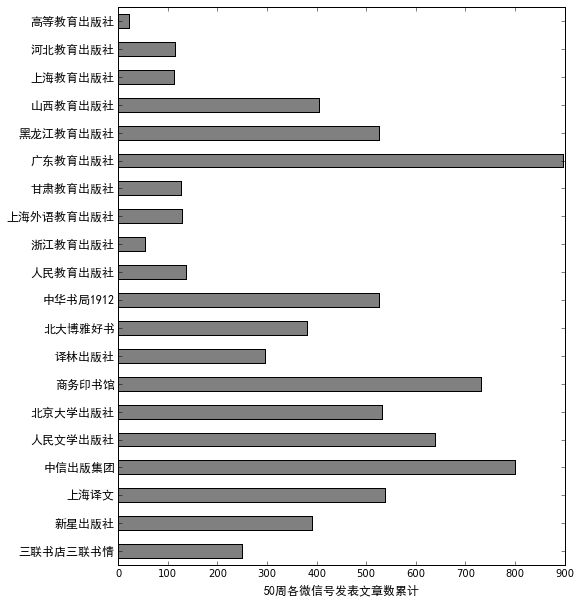 高等教育出版社
河北教育出版社
上海教育出版社
山西教育出版社
黑龙江教育出版社
广东教育出版社
甘肃教育出版社
上海外语教育出版社
浙江教育出版社
人民教育出版社
中华书局1912
北大博雅好书
译林出版社
商务印书馆
北京大学出版社
人民文学出版社
中信出版集团
上海译文
新星出版社
三联书店三联书情
0 100 200 300 400 500 600 700 800 900
50周各微信号发表文章数累计